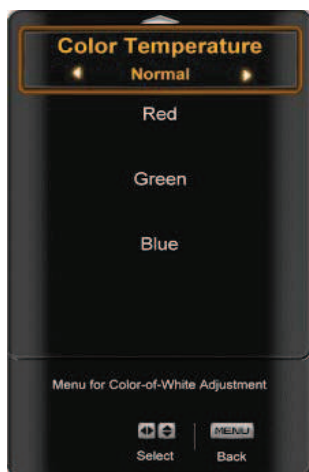 Color Temperature
Normal
Red
Green
Blue
Menu for Color-of-White Adjustment
MENU
Select
Back